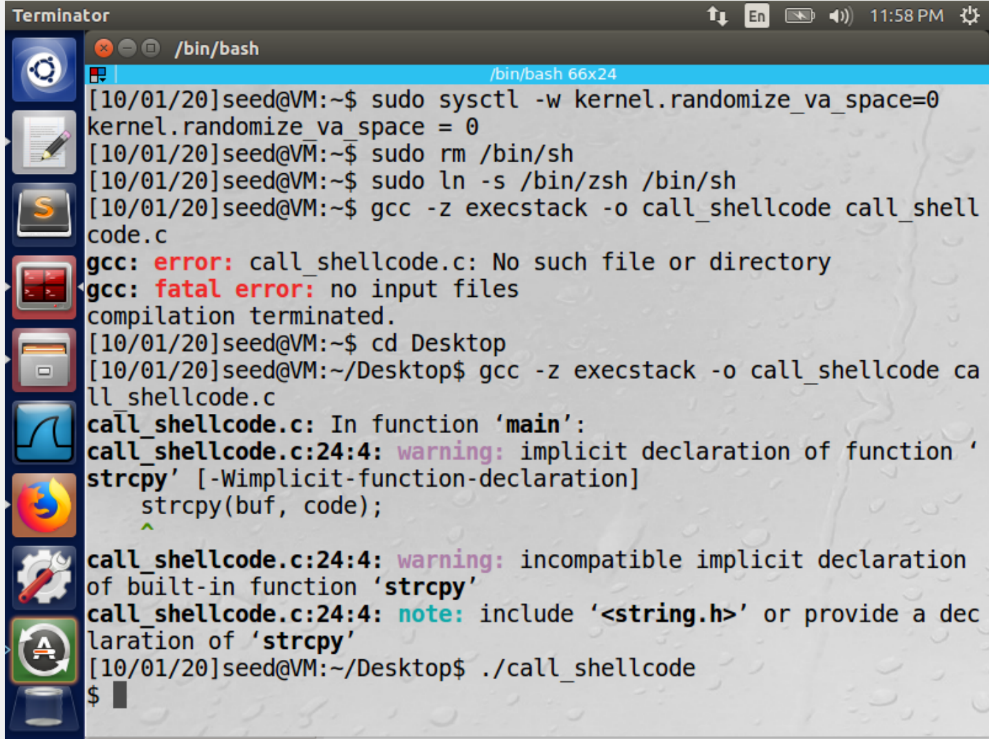 Terminator
En
11:58 PM
/bin/bash
/bin/bash 66x24
[10/01/20]seed@VM:~$ sudo sysctl -w kernel.randomize_va_space=0
kernel.randomize_va_space = 0
[10/01/20]seed@VM:~$ sudo rm /bin/sh
[10/01/20]seed@VM:~$ sudo ln -s /bin/zsh /bin/sh
[10/01/20]seed@VM:~$ gcc -z execstack -o call_shellcode call_shell
code.c
gcc: error: call_shellcode.c: No such file or directory
gcc: fatal error: no input files
compilation terminated.
[10/01/20]seed@VM:~$ cd Desktop
[10/01/20]seed@VM:~/Desktop$ gcc -z execstack -o call_shellcode ca
ll_shellcode.c
call_shellcode.c: In function ‘main’:
call_shellcode.c:24:4: warning: implicit declaration of function ‘
strcpy’ [-Wimplicit-function-declaration]
    strcpy(buf, code);
    ^
call_shellcode.c:24:4: warning: incompatible implicit declaration
of built-in function ‘strcpy’
call_shellcode.c:24:4: note: include ‘<string.h>’ or provide a dec
laration of ‘strcpy’
[10/01/20]seed@VM:~/Desktop$ ./call_shellcode
$